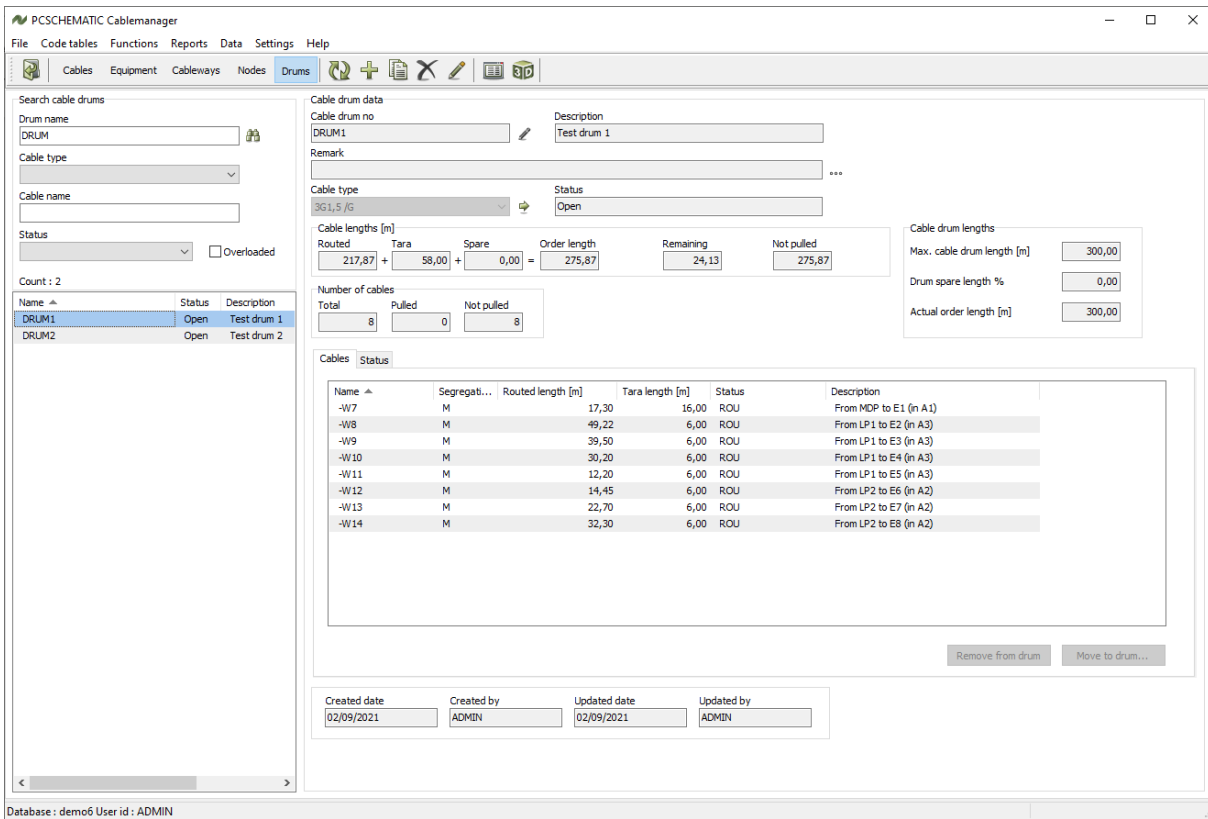 PCSCHEMATIC Cablemanager
File Code tables Functions Reports Data Settings Help
Cables Equipment Cableways Nodes Drums 3D
Search cable drums
Drum name
DRUM
Cable type
Cable name
Status
Overloaded
Count : 2
Name Status Description
DRUM1 Open Test drum 1
DRUM2 Open Test drum 2
Cable drum data
Cable drum no Description
DRUM1 Test drum 1
Remark
Cable type Status
3G1,5 /G Open
Cable lengths [m]
Routed Tara Spare Order length Remaining Not pulled
217,87 + 58,00 + 0,00 = 275,87 24,13 275,87
Number of cables
Total Pulled Not pulled
8 0 8
Cable drum lengths
Max. cable drum length [m] 300,00
Drum spare length % 0,00
Actual order length [m] 300,00
Cables Status
Name Segregati... Routed length [m] Tara length [m] Status Description
-W7 M 17,30 16,00 ROU From MDP to E1 (in A1)
-W8 M 49,22 6,00 ROU From LP1 to E2 (in A3)
-W9 M 39,50 6,00 ROU From LP1 to E3 (in A3)
-W10 M 30,20 6,00 ROU From LP1 to E4 (in A3)
-W11 M 12,20 6,00 ROU From LP1 to E5 (in A3)
-W12 M 14,45 6,00 ROU From LP2 to E6 (in A2)
-W13 M 22,70 6,00 ROU From LP2 to E7 (in A2)
-W14 M 32,30 6,00 ROU From LP2 to E8 (in A2)
Remove from drum Move to drum...
Created date Created by Updated date Updated by
02/09/2021 ADMIN 02/09/2021 ADMIN
Database : demo6 User id : ADMIN